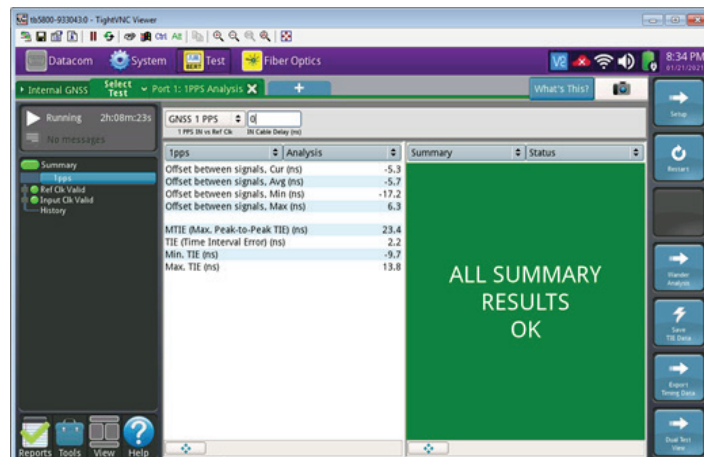 tb5800-933043:0 - TightVNC Viewer
Ctrl Alt
Datacom System Test Fiber Optics
8:34 PM
01/21/2021
Internal GNSS Select Test Port 1: 1PPS Analysis + What's This?
Running 2h:08m:23s
No messages
GNSS 1 PPS 0
1 PPS IN vs Ref Clk IN Cable Delay (ns)
Summary
1pps
Ref Clk Valid
Input Clk Valid
History
1pps Analysis
Offset between signals, Cur (ns) -5.3
Offset between signals, Avg (ns) -5.7
Offset between signals, Min (ns) -17.2
Offset between signals, Max (ns) 6.3
MTIE (Max. Peak-to-Peak TIE) (ns) 23.4
TIE (Time Interval Error) (ns) 2.2
Min. TIE (ns) -9.7
Max. TIE (ns) 13.8
Summary Status
ALL SUMMARY
RESULTS
OK
Setup
Restart
Wander
Analysis
Save
TIE Data
Export
Timing Data
Dual Test
View
Reports Tools View Help